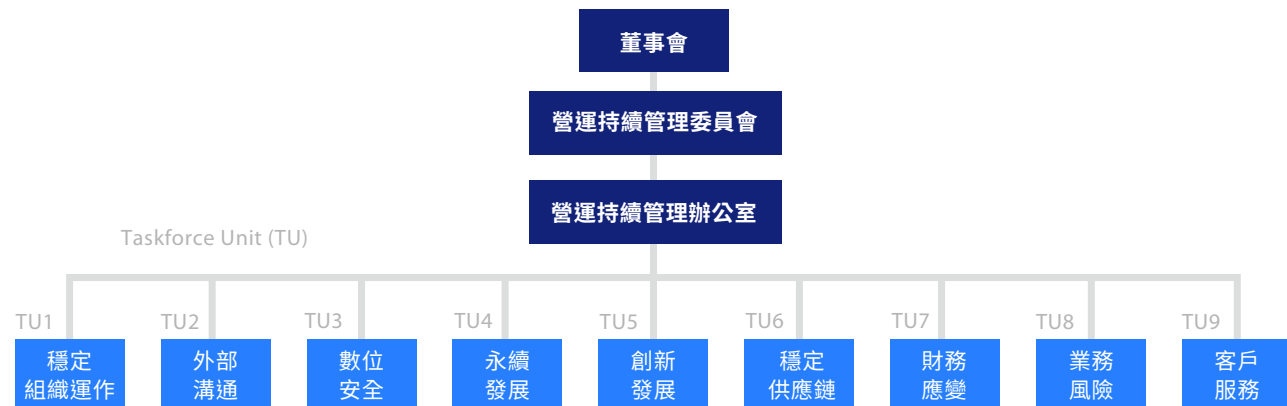 董事會
營運持續管理委員會
營運持續管理辦公室
Taskforce Unit (TU)
TU1
穩定
組織運作
TU2
外部
溝通
TU3
數位
安全
TU4
永續
發展
TU5
創新
發展
TU6
穩定
供應鏈
TU7
財務
應變
TU8
業務
風險
TU9
客戶
服務